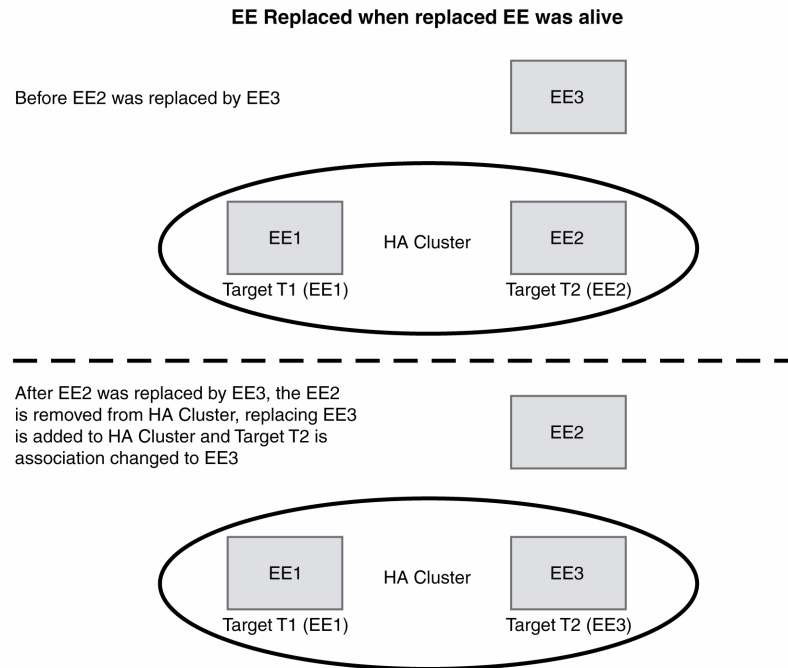 EE Replaced when replaced EE was alive
Before EE2 was replaced by EE3
EE3
EE1
HA Cluster
EE2
Target T1 (EE1)
Target T2 (EE2)
After EE2 was replaced by EE3, the EE2
is removed from HA Cluster, replacing EE3
is added to HA Cluster and Target T2 is
association changed to EE3
EE2
EE1
HA Cluster
EE3
Target T1 (EE1)
Target T2 (EE3)